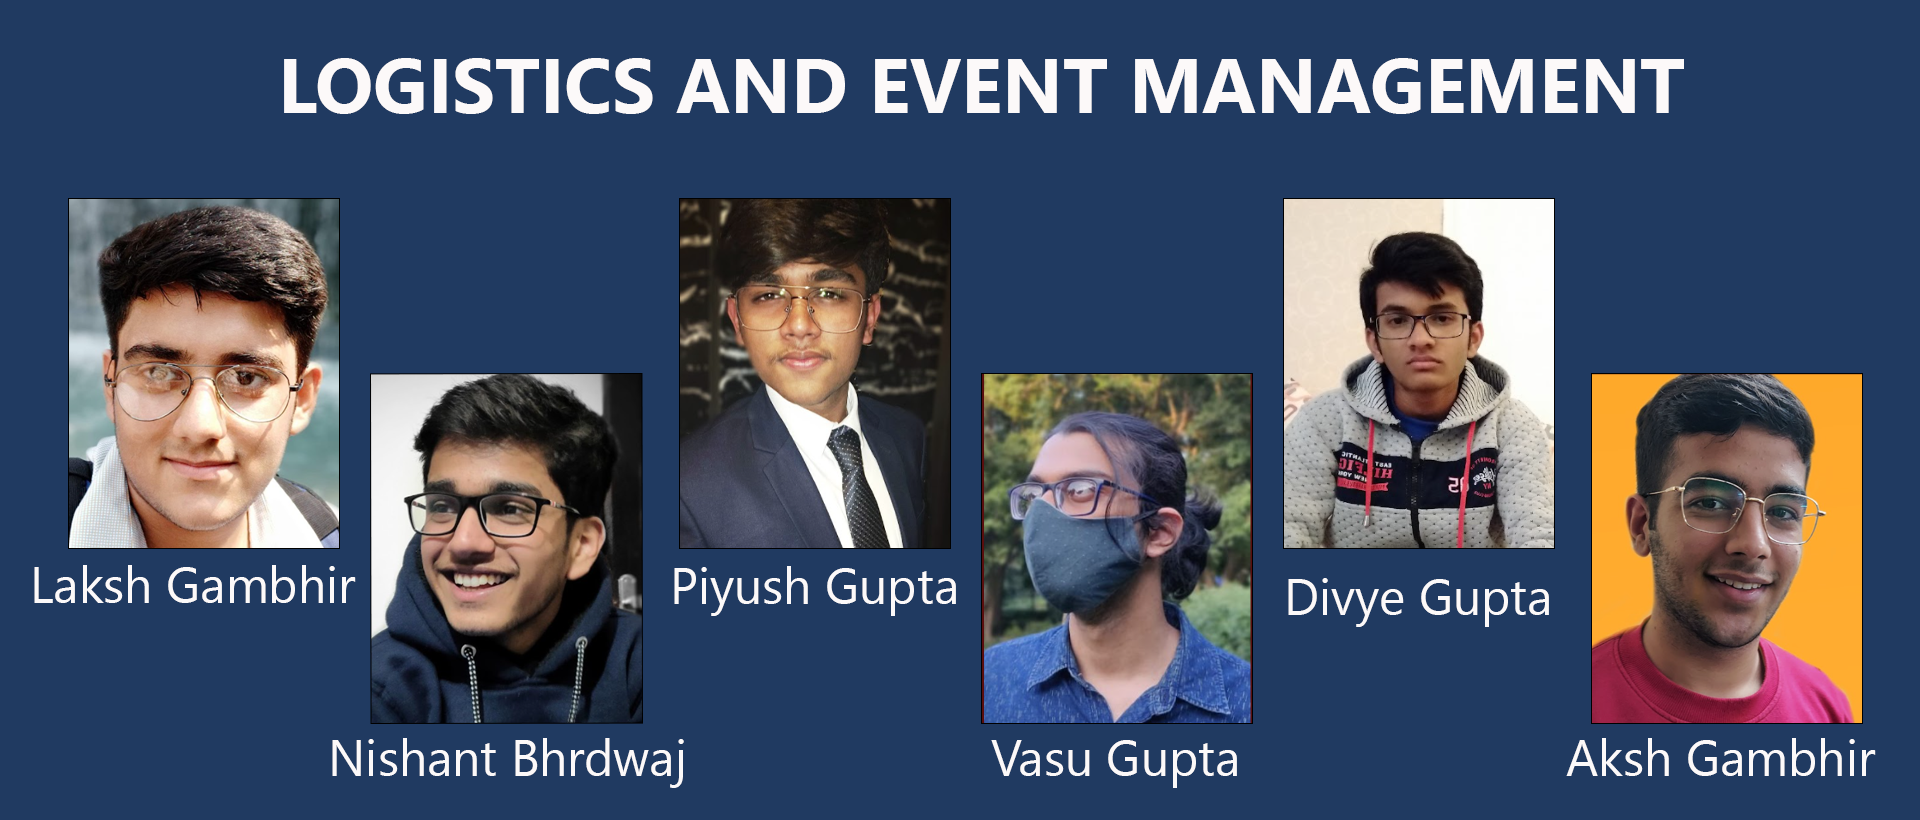 LOGISTICS AND EVENT MANAGEMENT
Laksh Gambhir
Nishant Bhrdwaj
Piyush Gupta
Vasu Gupta
Divye Gupta
Aksh Gambhir